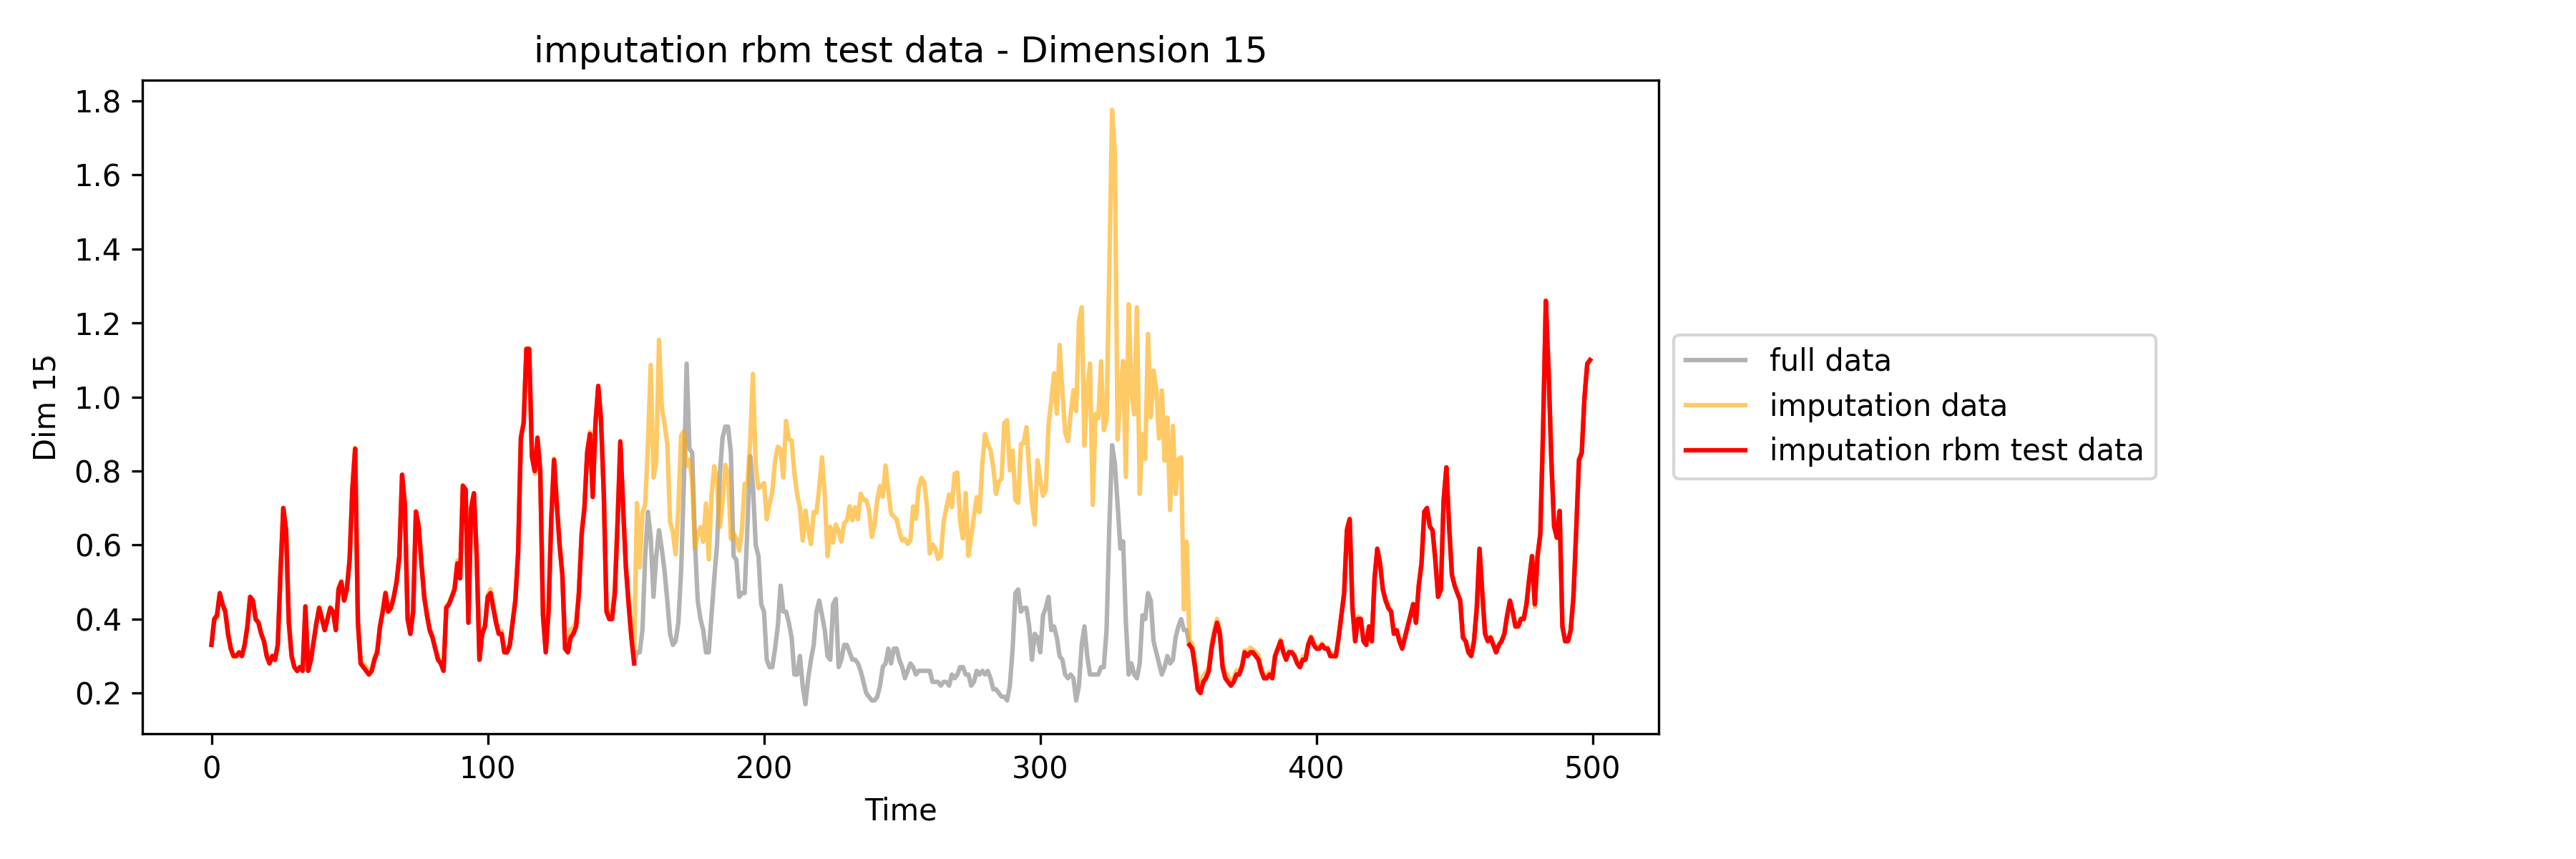 imputation rbm test data - Dimension 15
1.8
1.6
1.4
1.2
1.0
0.8
0.6
0.4
0.2
Dim 15
0 100 200 300 400 500
Time
full data
imputation data
imputation rbm test data